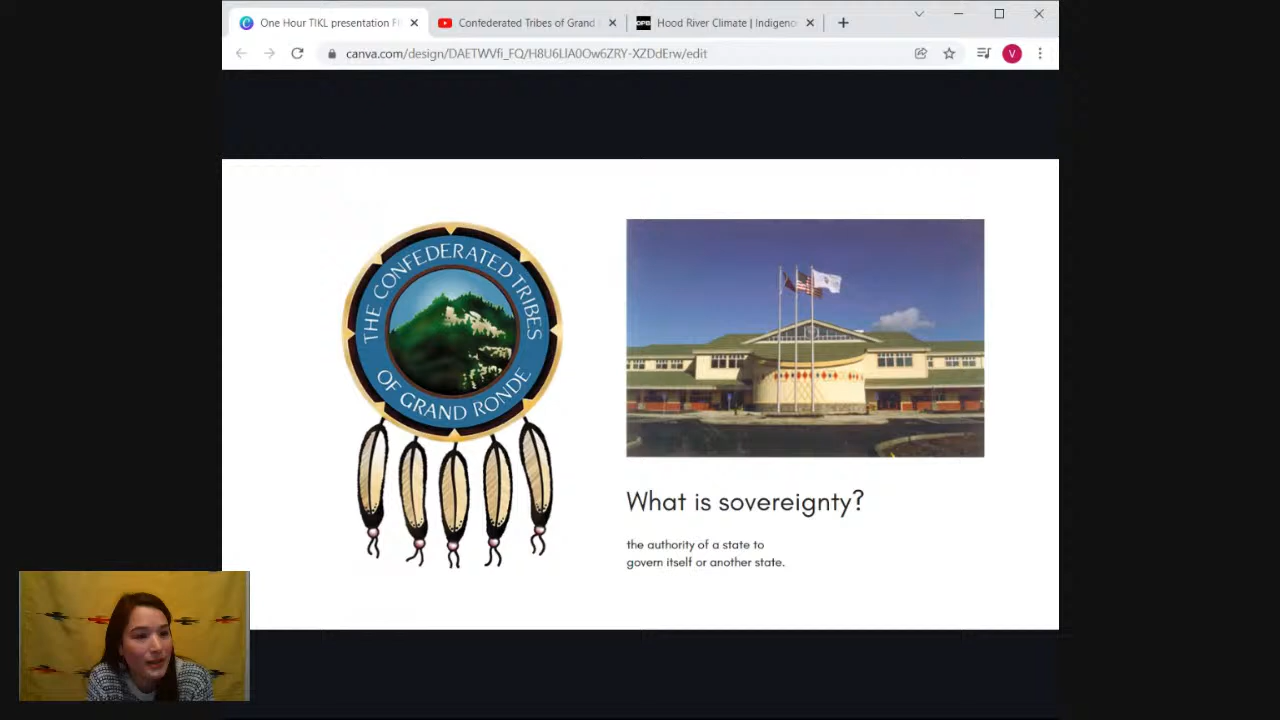 One Hour TIKL presentation FI
Confederated Tribes of Grand
Hood River Climate | Indigeno
canva.com/design/DAETWVfi_FQ/H8U6LIA0Ow6ZRY-XZDdErw/edit
V
OPB
THE CONFEDERATED TRIBES
OF GRAND RONDE
What is sovereignty?
the authority of a state to
govern itself or another state.